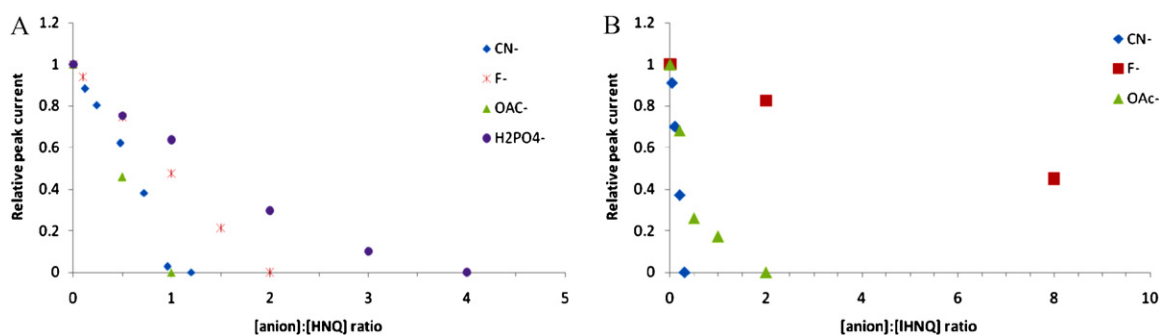 A
Relative peak current
1.2
1
0.8
0.6
0.4
0.2
0
0 1 2 3 4 5
[anion]:[HNQ] ratio
CN-
F-
OAC-
H2PO4-
B
Relative peak current
1.2
1
0.8
0.6
0.4
0.2
0
0 2 4 6 8 10
[anion]:[IHNQ] ratio
CN-
F-
OAc-